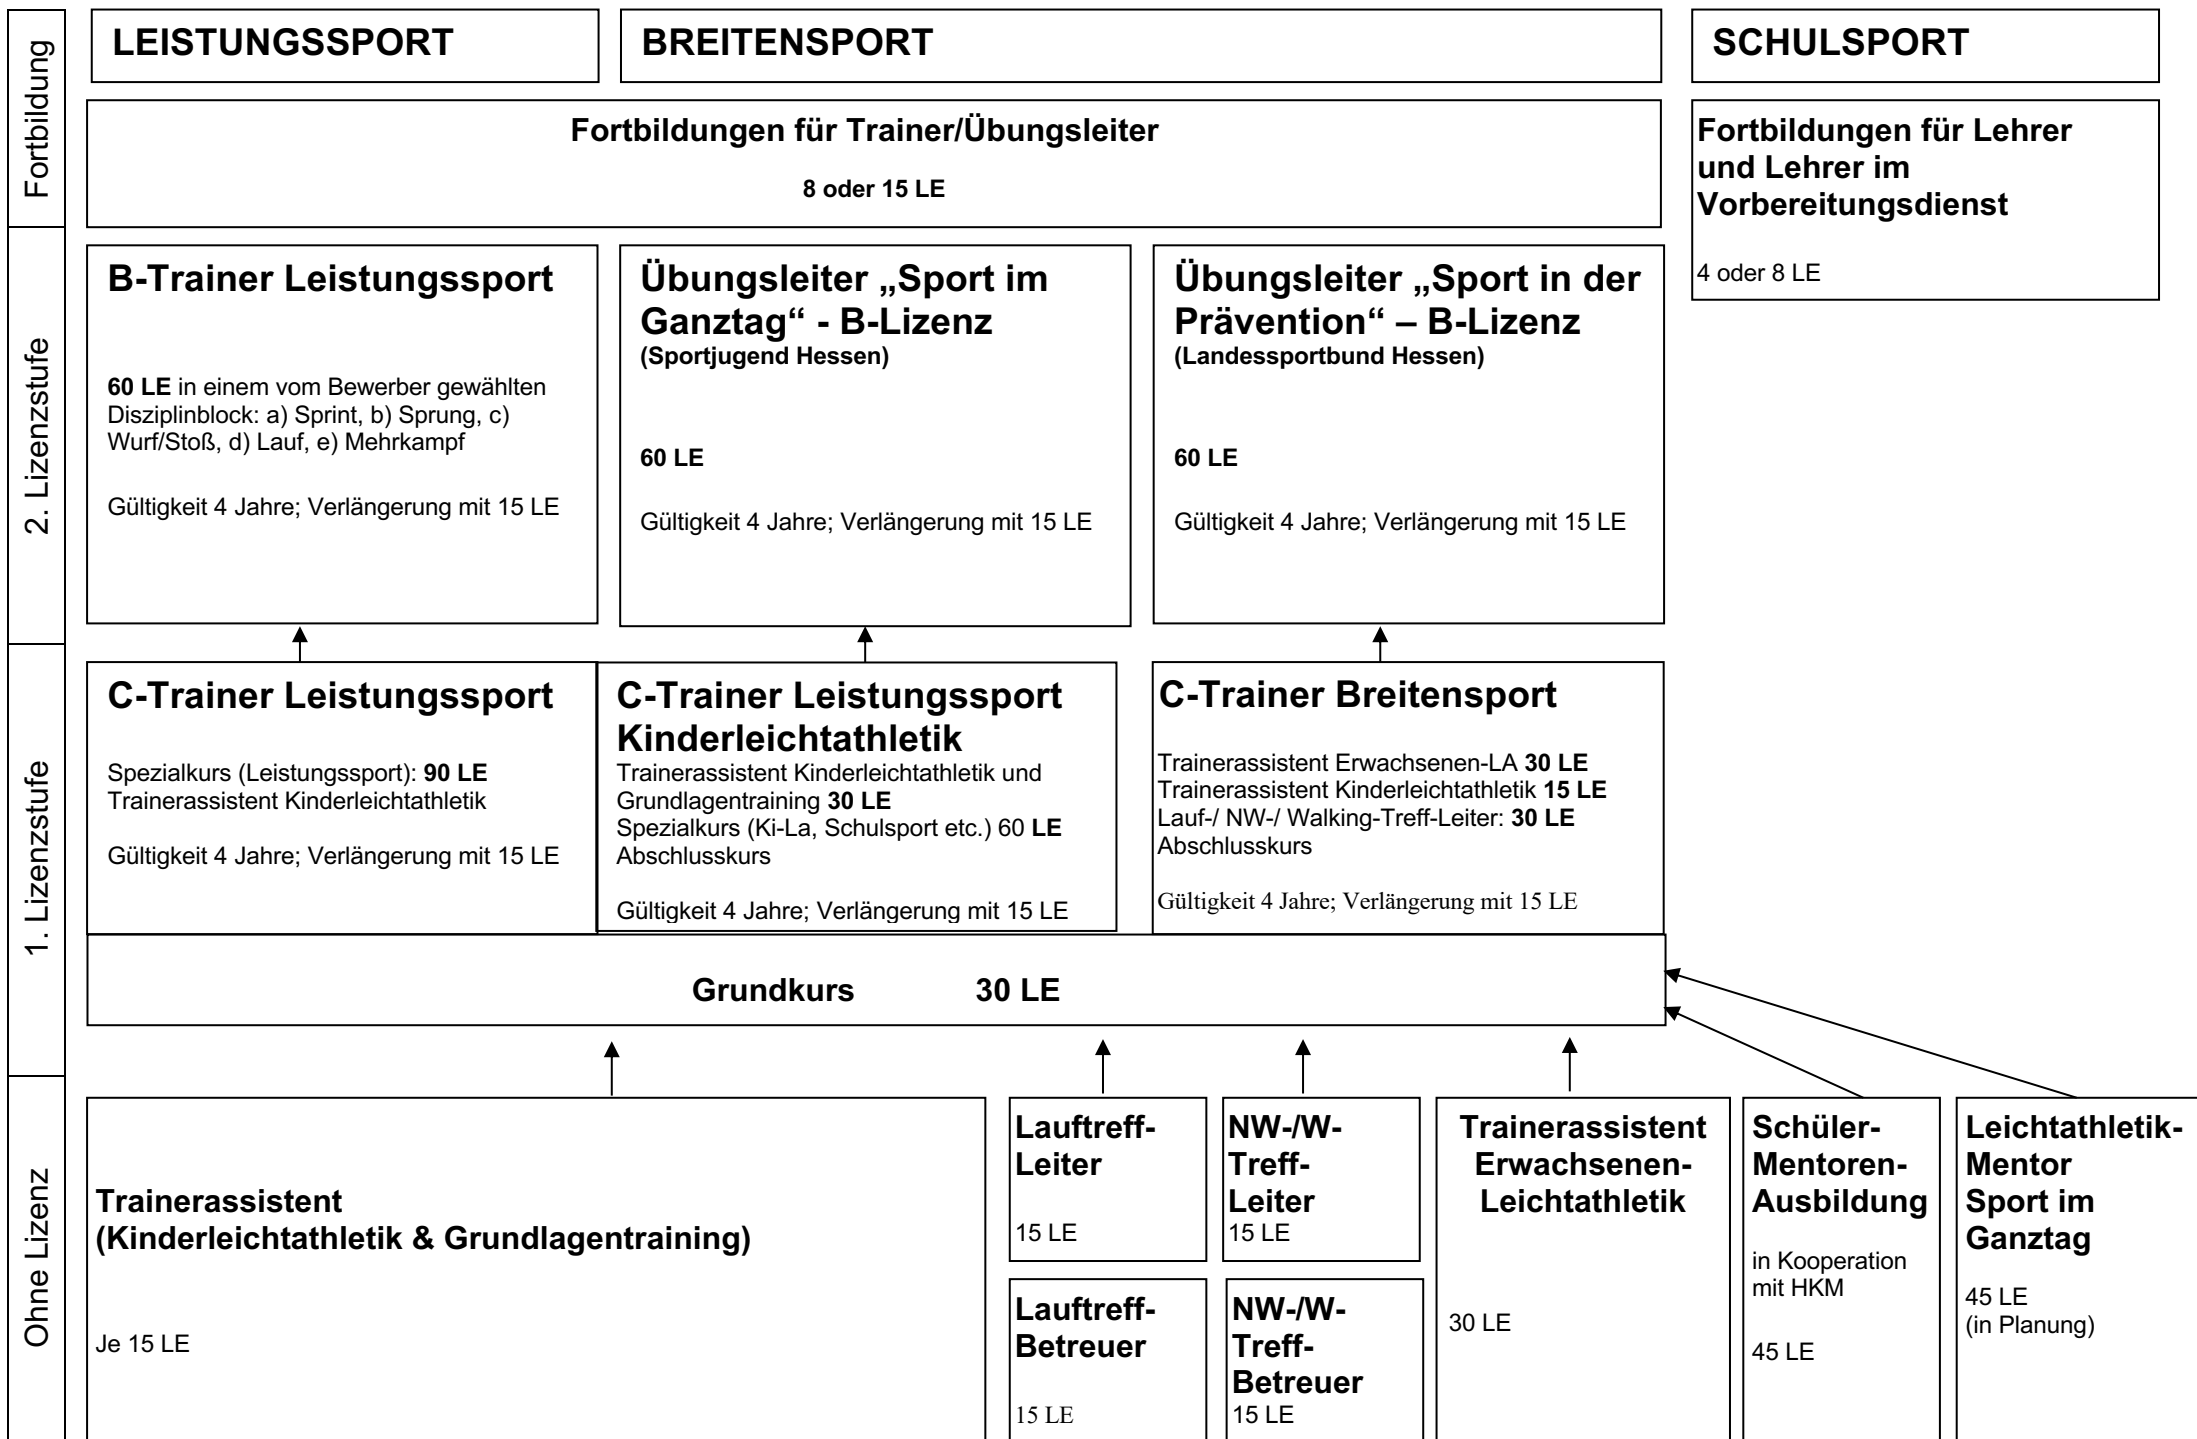 LEISTUNGSSPORT
BREITENSPORT
SCHULSPORT
Fortbildung
Fortbildungen für Trainer/Übungsleiter
8 oder 15 LE
Fortbildungen für Lehrer
und Lehrer im
Vorbereitungsdienst
4 oder 8 LE
2. Lizenzstufe
B-Trainer Leistungssport
60 LE in einem vom Bewerber gewählten
Disziplinblock: a) Sprint, b) Sprung, c)
Wurf/Stoß, d) Lauf, e) Mehrkampf
Gültigkeit 4 Jahre; Verlängerung mit 15 LE
Übungsleiter „Sport im
Ganztag“ - B-Lizenz
(Sportjugend Hessen)
60 LE
Gültigkeit 4 Jahre; Verlängerung mit 15 LE
Übungsleiter „Sport in der
Prävention“ – B-Lizenz
(Landessportbund Hessen)
60 LE
Gültigkeit 4 Jahre; Verlängerung mit 15 LE
1. Lizenzstufe
C-Trainer Leistungssport
Spezialkurs (Leistungssport): 90 LE
Trainerassistent Kinderleichtathletik
Gültigkeit 4 Jahre; Verlängerung mit 15 LE
C-Trainer Leistungssport
Kinderleichtathletik
Trainerassistent Kinderleichtathletik und
Grundlagentraining 30 LE
Spezialkurs (Ki-La, Schulsport etc.) 60 LE
Abschlusskurs
Gültigkeit 4 Jahre; Verlängerung mit 15 LE
C-Trainer Breitensport
Trainerassistent Erwachsenen-LA 30 LE
Trainerassistent Kinderleichtathletik 15 LE
Lauf-/ NW-/ Walking-Treff-Leiter: 30 LE
Abschlusskurs
Gültigkeit 4 Jahre; Verlängerung mit 15 LE
Grundkurs 30 LE
Ohne Lizenz
Trainerassistent
(Kinderleichtathletik & Grundlagentraining)
Je 15 LE
Lauftreff-
Leiter
15 LE
Lauftreff-
Betreuer
15 LE
NW-/W-
Treff-
Leiter
15 LE
NW-/W-
Treff-
Betreuer
15 LE
Trainerassistent
Erwachsenen-
Leichtathletik
30 LE
Schüler-
Mentoren-
Ausbildung
in Kooperation
mit HKM
45 LE
Leichtathletik-
Mentor
Sport im
Ganztag
45 LE
(in Planung)